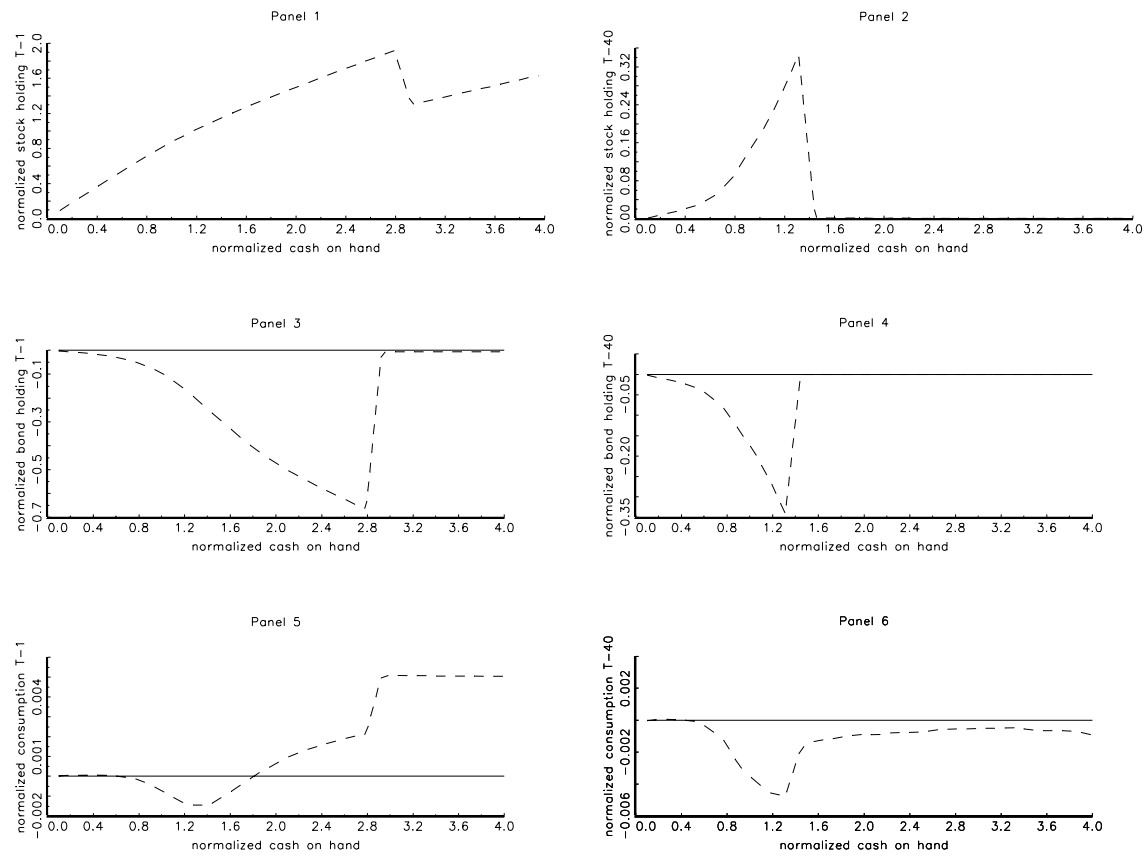 Panel 1
normalized stock holding T-1
0.0 0.4 0.8 1.2 1.6 2.0
0.0 0.4 0.8 1.2 1.6 2.0 2.4 2.8 3.2 3.6 4.0
normalized cash on hand
Panel 2
normalized stock holding T-40
0.00 0.08 0.16 0.24 0.32
0.0 0.4 0.8 1.2 1.6 2.0 2.4 2.8 3.2 3.6 4.0
normalized cash on hand
Panel 3
normalized bond holding T-1
-0.7 -0.5 -0.3 -0.1
0.0 0.4 0.8 1.2 1.6 2.0 2.4 2.8 3.2 3.6 4.0
normalized cash on hand
Panel 4
normalized bond holding T-40
-0.35 -0.20 -0.05
0.0 0.4 0.8 1.2 1.6 2.0 2.4 2.8 3.2 3.6 4.0
normalized cash on hand
Panel 5
normalized consumption T-1
-0.002 0.001 0.004
0.0 0.4 0.8 1.2 1.6 2.0 2.4 2.8 3.2 3.6 4.0
normalized cash on hand
Panel 6
normalized consumption T-40
-0.006 -0.002 0.002
0.0 0.4 0.8 1.2 1.6 2.0 2.4 2.8 3.2 3.6 4.0
normalized cash on hand